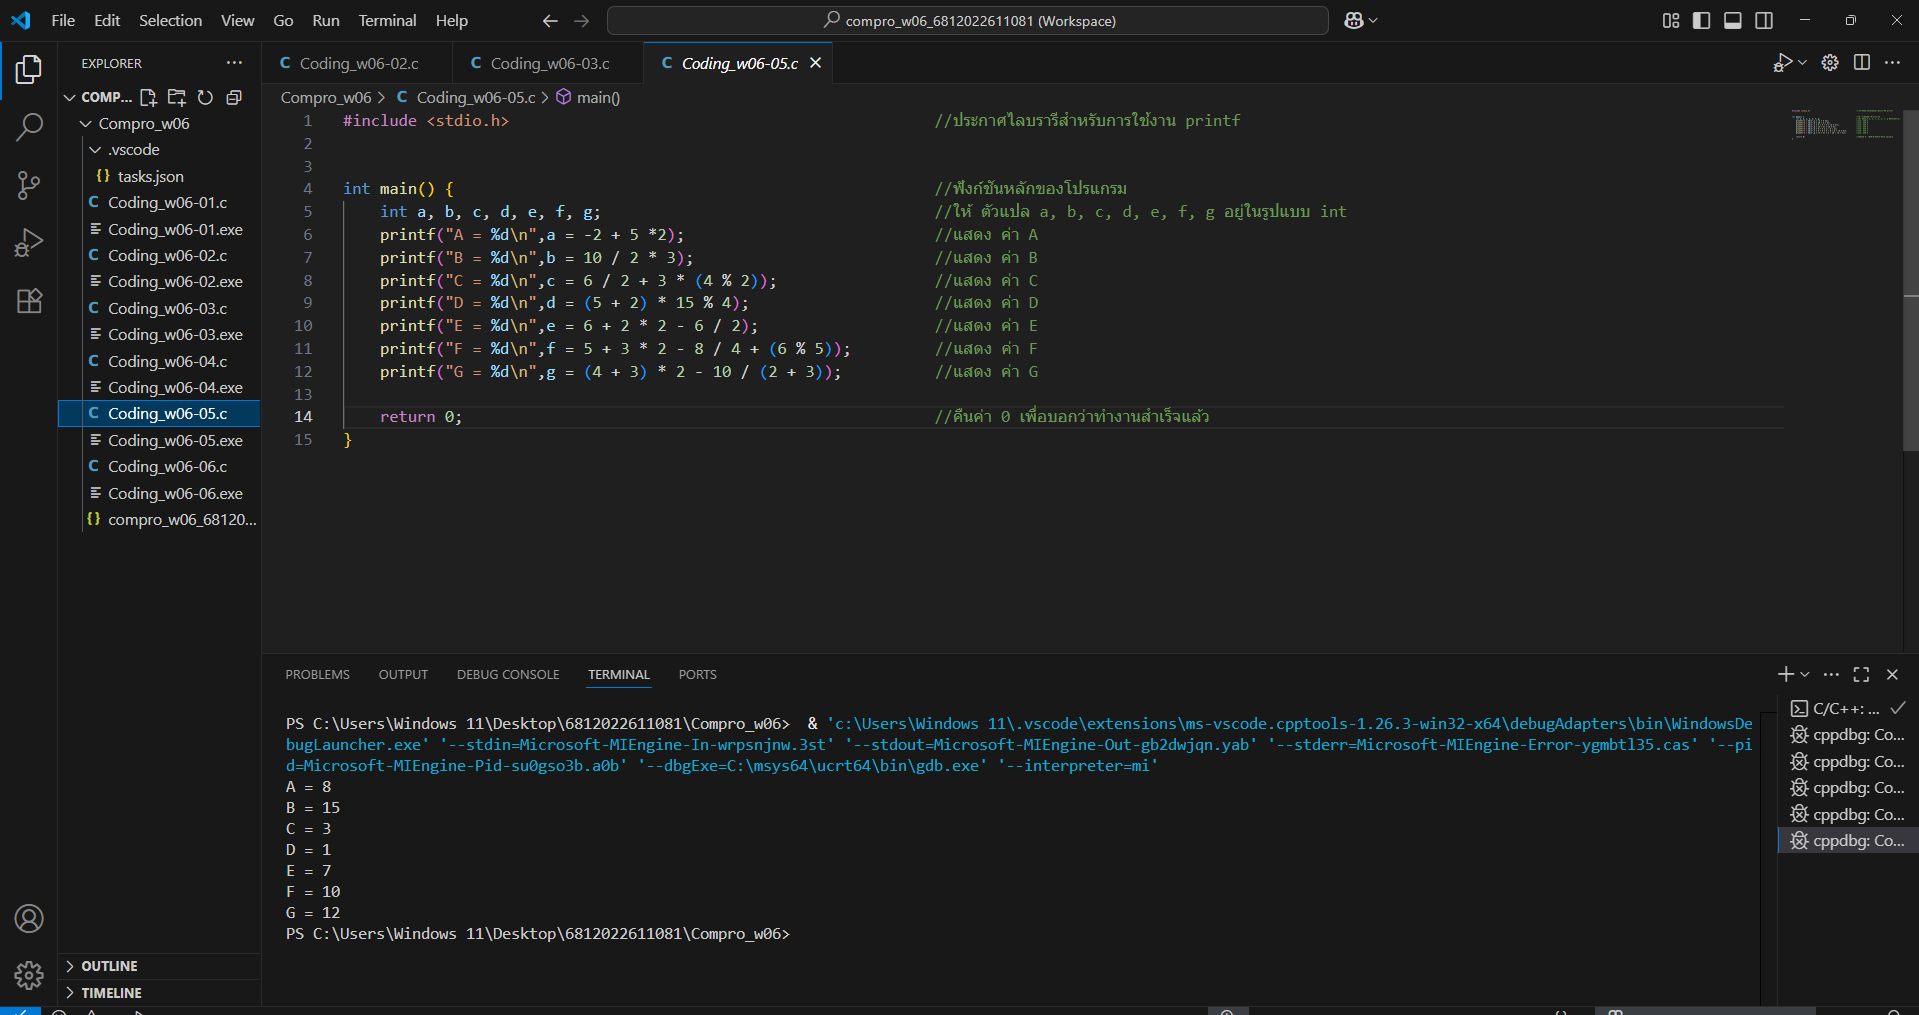 File Edit Selection View Go Run Terminal Help
compro_w06_6812022611081 (Workspace)
EXPLORER
COMP...
Compro_w06
.vscode
tasks.json
Coding_w06-01.c
Coding_w06-01.exe
Coding_w06-02.c
Coding_w06-02.exe
Coding_w06-03.c
Coding_w06-03.exe
Coding_w06-04.c
Coding_w06-04.exe
Coding_w06-05.c
Coding_w06-05.exe
Coding_w06-06.c
Coding_w06-06.exe
compro_w06_68120...
OUTLINE
TIMELINE
Coding_w06-02.c Coding_w06-03.c Coding_w06-05.c
Compro_w06 > C Coding_w06-05.c > main()
1 #include <stdio.h> //ประกาศไลบรารีสำหรับการใช้งาน printf
2
3
4 int main() { //ฟังก์ชันหลักของโปรแกรม
5 int a, b, c, d, e, f, g; //ให้ ตัวแปล a, b, c, d, e, f, g อยู่ในรูปแบบ int
6 printf("A = %d\n",a = -2 + 5 *2); //แสดง ค่า A
7 printf("B = %d\n",b = 10 / 2 * 3); //แสดง ค่า B
8 printf("C = %d\n",c = 6 / 2 + 3 * (4 % 2)); //แสดง ค่า C
9 printf("D = %d\n",d = (5 + 2) * 15 % 4); //แสดง ค่า D
10 printf("E = %d\n",e = 6 + 2 * 2 - 6 / 2); //แสดง ค่า E
11 printf("F = %d\n",f = 5 + 3 * 2 - 8 / 4 + (6 % 5)); //แสดง ค่า F
12 printf("G = %d\n",g = (4 + 3) * 2 - 10 / (2 + 3)); //แสดง ค่า G
13
14 return 0; //คืนค่า 0 เพื่อบอกว่าทำงานสำเร็จแล้ว
15 }
PROBLEMS OUTPUT DEBUG CONSOLE TERMINAL PORTS
PS C:\Users\Windows 11\Desktop\6812022611081\Compro_w06> & 'c:\Users\Windows 11\.vscode\extensions\ms-vscode.cpptools-1.26.3-win32-x64\debugAdapters\bin\WindowsDe
bugLauncher.exe' '--stdin=Microsoft-MIEngine-In-wrpsnjnw.3st' '--stdout=Microsoft-MIEngine-Out-gb2dwjqn.yab' '--stderr=Microsoft-MIEngine-Error-ygmbtl35.cas' '--pi
d=Microsoft-MIEngine-Pid-su0gso3b.a0b' '--dbgExe=C:\msys64\ucrt64\bin\gdb.exe' '--interpreter=mi'
A = 8
B = 15
C = 3
D = 1
E = 7
F = 10
G = 12
PS C:\Users\Windows 11\Desktop\6812022611081\Compro_w06>
C/C++: ...
cppdbg: Co...
cppdbg: Co...
cppdbg: Co...
cppdbg: Co...
cppdbg: Co...